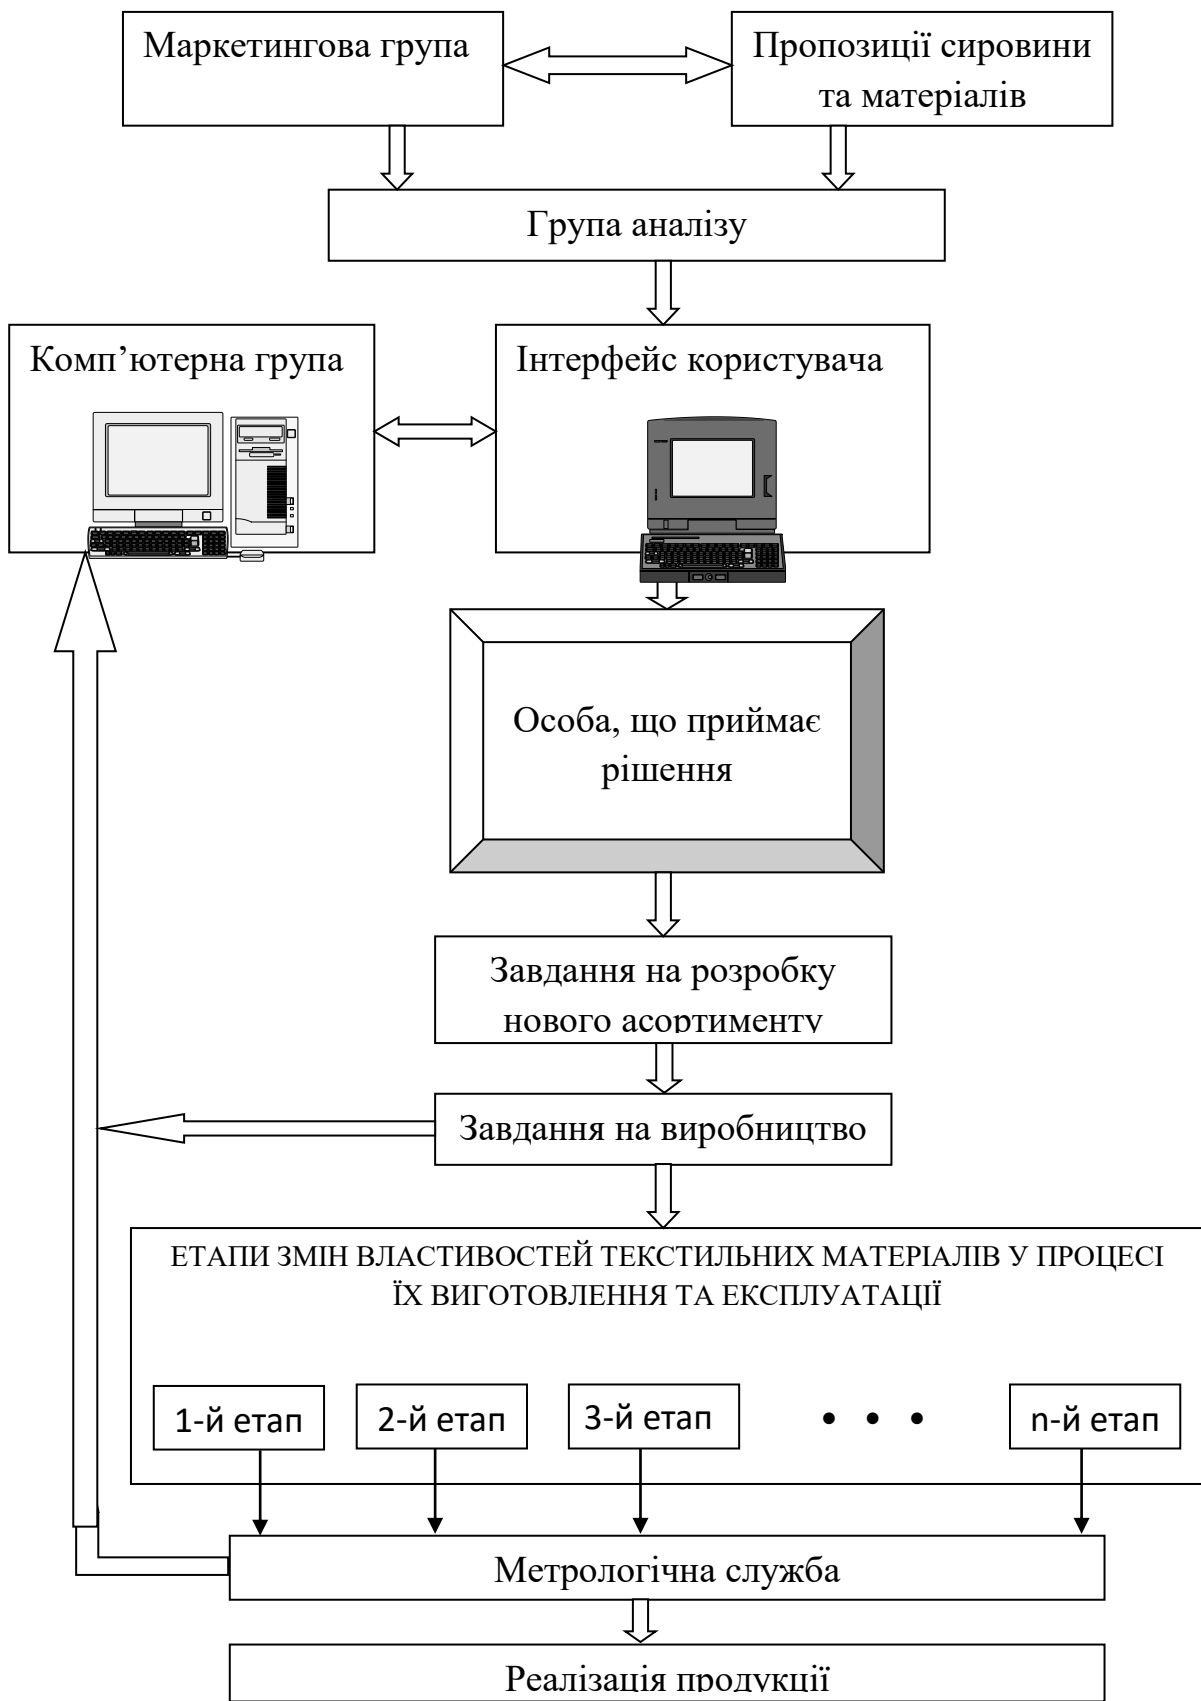 Маркетингова група
Пропозиції сировини
та матеріалів
Група аналізу
Комп’ютерна група
Інтерфейс користувача
Особа, що приймає
рішення
Завдання на розробку
нового асортименту
Завдання на виробництво
ЕТАПИ ЗМІН ВЛАСТИВОСТЕЙ ТЕКСТИЛЬНИХ МАТЕРІАЛІВ У ПРОЦЕСІ
ЇХ ВИГОТОВЛЕННЯ ТА ЕКСПЛУАТАЦІЇ
1-й етап
2-й етап
3-й етап
• • •
n-й етап
Метрологічна служба
Реалізація продукції